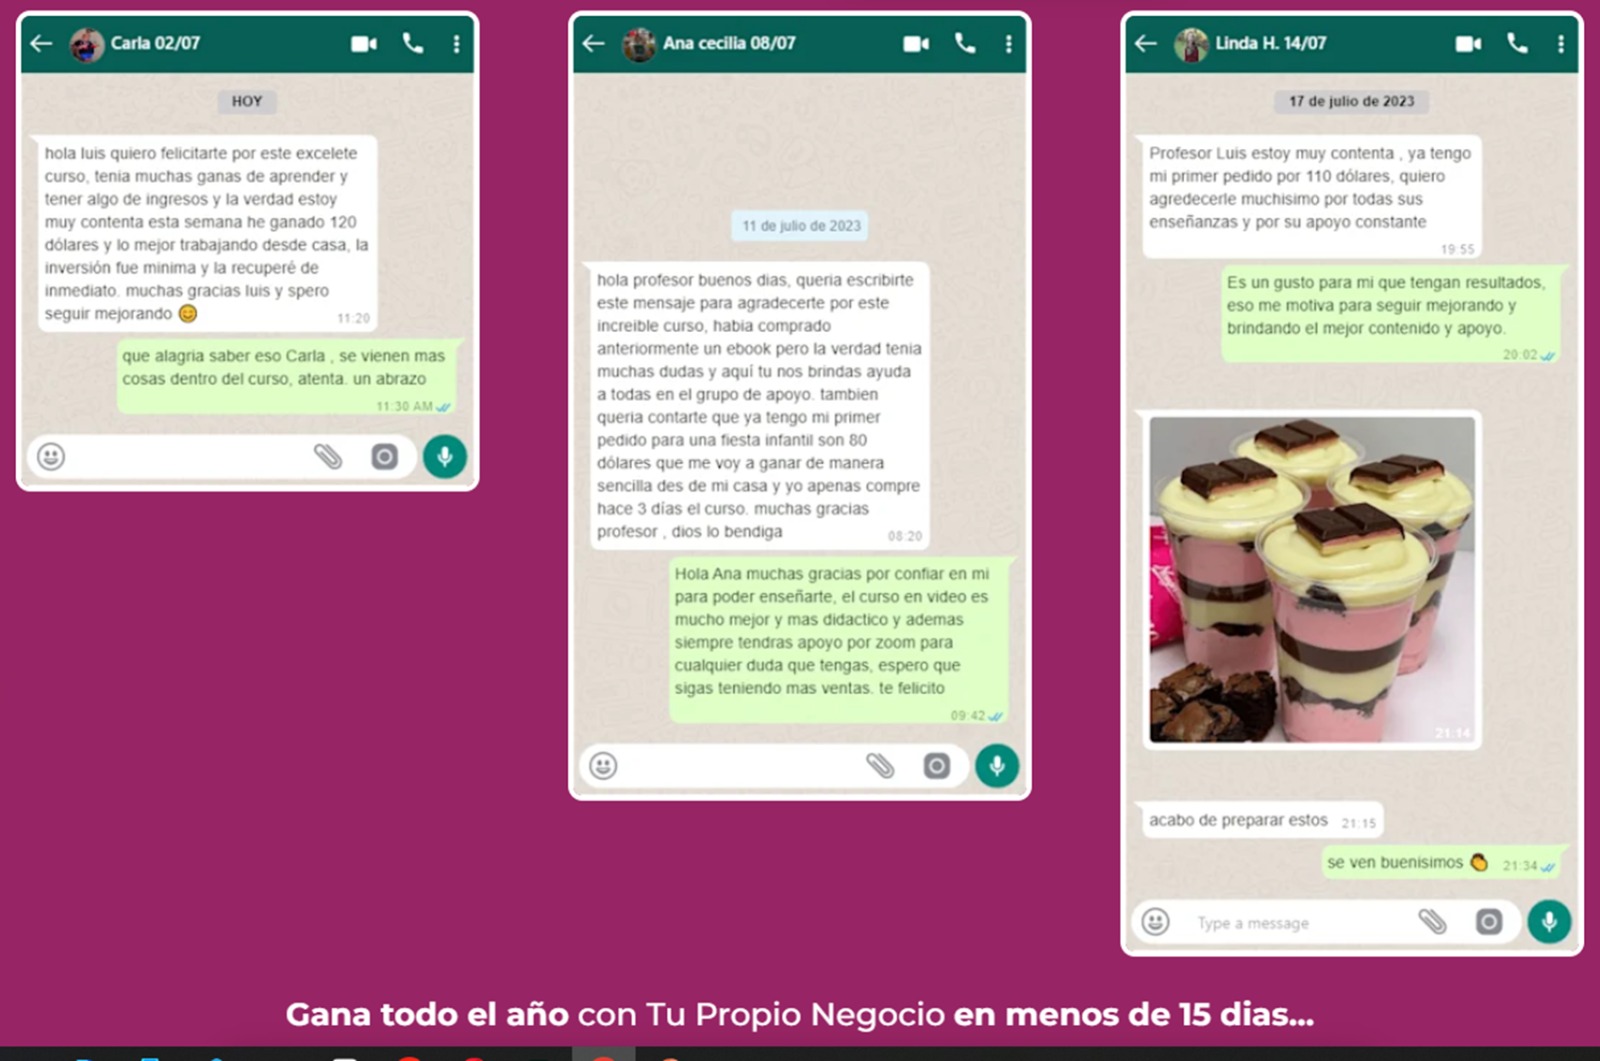 Carla 02/07
HOY
hola luis quiero felicitarte por este excelete
curso, tenia muchas ganas de aprender y
tener algo de ingresos y la verdad estoy
muy contenta esta semana he ganado 120
dólares y lo mejor trabajando desde casa, la
inversión fue minima y la recuperé de
inmediato. muchas gracias luis y spero
seguir mejorando 😊
11:20
que alagria saber eso Carla , se vienen mas
cosas dentro del curso, atenta. un abrazo
11:30 AM
Ana cecilia 08/07
11 de julio de 2023
hola profesor buenos dias, queria escribirte
este mensaje para agradecerte por este
increible curso, habia comprado
anteriormente un ebook pero la verdad tenia
muchas dudas y aquí tu nos brindas ayuda
a todas en el grupo de apoyo. tambien
queria contarte que ya tengo mi primer
pedido para una fiesta infantil son 80
dólares que me voy a ganar de manera
sencilla des de mi casa y yo apenas compre
hace 3 días el curso. muchas gracias
profesor , dios lo bendiga
08:20
Hola Ana muchas gracias por confiar en mi
para poder enseñarte, el curso en video es
mucho mejor y mas didactico y ademas
siempre tendras apoyo por zoom para
cualquier duda que tengas, espero que
sigas teniendo mas ventas. te felicito
09:42
Linda H. 14/07
17 de julio de 2023
Profesor Luis estoy muy contenta , ya tengo
mi primer pedido por 110 dólares, quiero
agredecerle muchisimo por todas sus
enseñanzas y por su apoyo constante
19:55
Es un gusto para mi que tengan resultados,
eso me motiva para seguir mejorando y
brindando el mejor contenido y apoyo.
20:02
21:14
acabo de preparar estos 21:15
se ven buenisimos 👏 21:34
Type a message
Gana todo el año con Tu Propio Negocio en menos de 15 dias...